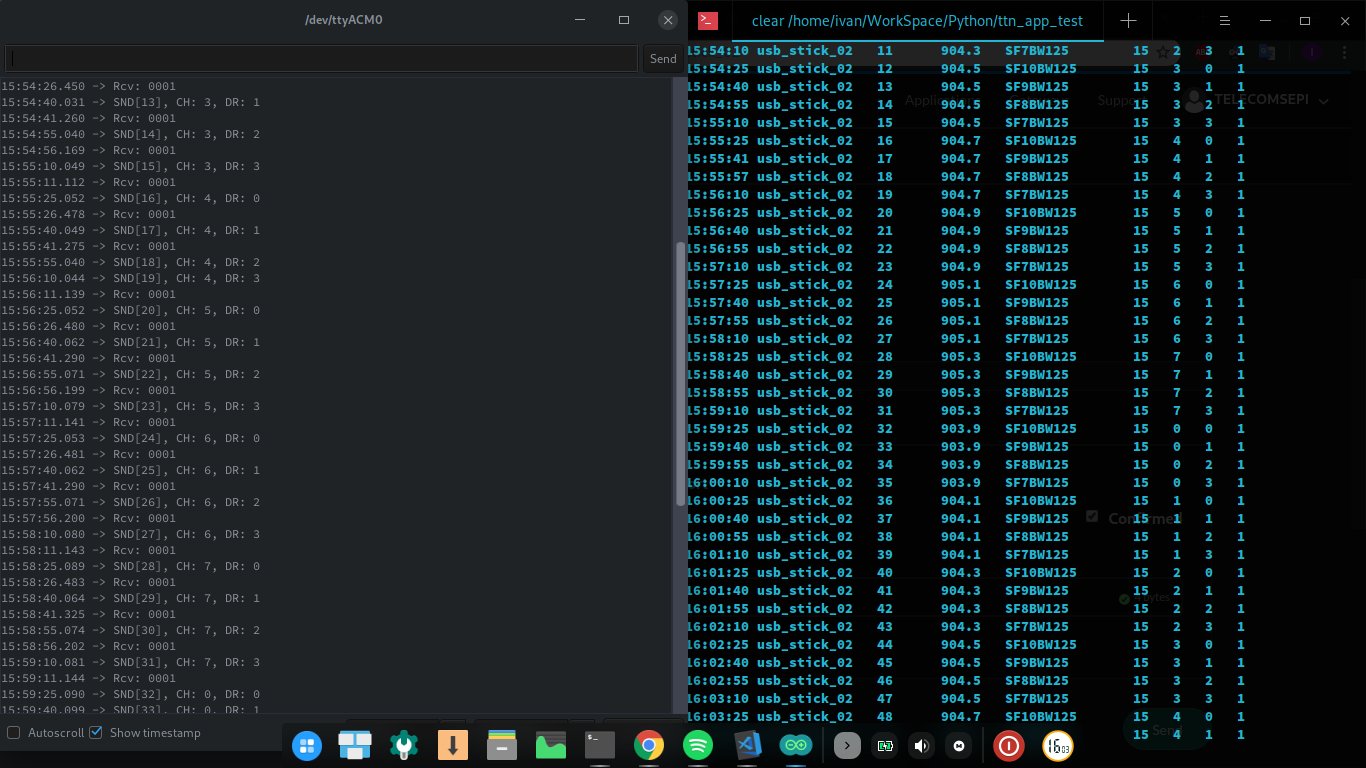 /dev/ttyACM0
Send
15:54:26.450 -> Rcv: 0001
15:54:40.031 -> SND[13], CH: 3, DR: 1
15:54:41.260 -> Rcv: 0001
15:54:55.040 -> SND[14], CH: 3, DR: 2
15:54:56.169 -> Rcv: 0001
15:55:10.049 -> SND[15], CH: 3, DR: 3
15:55:11.112 -> Rcv: 0001
15:55:25.052 -> SND[16], CH: 4, DR: 0
15:55:26.478 -> Rcv: 0001
15:55:40.049 -> SND[17], CH: 4, DR: 1
15:55:41.275 -> Rcv: 0001
15:55:55.040 -> SND[18], CH: 4, DR: 2
15:56:10.044 -> SND[19], CH: 4, DR: 3
15:56:11.139 -> Rcv: 0001
15:56:25.052 -> SND[20], CH: 5, DR: 0
15:56:26.480 -> Rcv: 0001
15:56:40.062 -> SND[21], CH: 5, DR: 1
15:56:41.290 -> Rcv: 0001
15:56:55.071 -> SND[22], CH: 5, DR: 2
15:56:56.199 -> Rcv: 0001
15:57:10.079 -> SND[23], CH: 5, DR: 3
15:57:11.141 -> Rcv: 0001
15:57:25.053 -> SND[24], CH: 6, DR: 0
15:57:26.481 -> Rcv: 0001
15:57:40.062 -> SND[25], CH: 6, DR: 1
15:57:41.290 -> Rcv: 0001
15:57:55.071 -> SND[26], CH: 6, DR: 2
15:57:56.200 -> Rcv: 0001
15:58:10.080 -> SND[27], CH: 6, DR: 3
15:58:11.143 -> Rcv: 0001
15:58:25.089 -> SND[28], CH: 7, DR: 0
15:58:26.483 -> Rcv: 0001
15:58:40.064 -> SND[29], CH: 7, DR: 1
15:58:41.325 -> Rcv: 0001
15:58:55.074 -> SND[30], CH: 7, DR: 2
15:58:56.202 -> Rcv: 0001
15:59:10.081 -> SND[31], CH: 7, DR: 3
15:59:11.144 -> Rcv: 0001
15:59:25.090 -> SND[32], CH: 0, DR: 0
15:59:40.099 -> SND[33], CH: 0, DR: 1
Autoscroll
Show timestamp
clear /home/ivan/WorkSpace/Python/ttn_app_test
15:54:10 usb_stick_02 11 904.3 SF7BW125 15 2 3 1
15:54:25 usb_stick_02 12 904.5 SF10BW125 15 3 0 1
15:54:40 usb_stick_02 13 904.5 SF9BW125 15 3 1 1
15:54:55 usb_stick_02 14 904.5 SF8BW125 15 3 2 1
15:55:10 usb_stick_02 15 904.5 SF7BW125 15 3 3 1
15:55:25 usb_stick_02 16 904.7 SF10BW125 15 4 0 1
15:55:41 usb_stick_02 17 904.7 SF9BW125 15 4 1 1
15:55:57 usb_stick_02 18 904.7 SF8BW125 15 4 2 1
15:56:10 usb_stick_02 19 904.7 SF7BW125 15 4 3 1
15:56:25 usb_stick_02 20 904.9 SF10BW125 15 5 0 1
15:56:40 usb_stick_02 21 904.9 SF9BW125 15 5 1 1
15:56:55 usb_stick_02 22 904.9 SF8BW125 15 5 2 1
15:57:10 usb_stick_02 23 904.9 SF7BW125 15 5 3 1
15:57:25 usb_stick_02 24 905.1 SF10BW125 15 6 0 1
15:57:40 usb_stick_02 25 905.1 SF9BW125 15 6 1 1
15:57:55 usb_stick_02 26 905.1 SF8BW125 15 6 2 1
15:58:10 usb_stick_02 27 905.1 SF7BW125 15 6 3 1
15:58:25 usb_stick_02 28 905.3 SF10BW125 15 7 0 1
15:58:40 usb_stick_02 29 905.3 SF9BW125 15 7 1 1
15:58:55 usb_stick_02 30 905.3 SF8BW125 15 7 2 1
15:59:10 usb_stick_02 31 905.3 SF7BW125 15 7 3 1
15:59:25 usb_stick_02 32 903.9 SF10BW125 15 0 0 1
15:59:40 usb_stick_02 33 903.9 SF9BW125 15 0 1 1
15:59:55 usb_stick_02 34 903.9 SF8BW125 15 0 2 1
16:00:10 usb_stick_02 35 903.9 SF7BW125 15 0 3 1
16:00:25 usb_stick_02 36 904.1 SF10BW125 15 1 0 1
16:00:40 usb_stick_02 37 904.1 SF9BW125 15 1 1 1
16:00:55 usb_stick_02 38 904.1 SF8BW125 15 1 2 1
16:01:10 usb_stick_02 39 904.1 SF7BW125 15 1 3 1
16:01:25 usb_stick_02 40 904.3 SF10BW125 15 2 0 1
16:01:40 usb_stick_02 41 904.3 SF9BW125 15 2 1 1
16:01:55 usb_stick_02 42 904.3 SF8BW125 15 2 2 1
16:02:10 usb_stick_02 43 904.3 SF7BW125 15 2 3 1
16:02:25 usb_stick_02 44 904.5 SF10BW125 15 3 0 1
16:02:40 usb_stick_02 45 904.5 SF9BW125 15 3 1 1
16:02:55 usb_stick_02 46 904.5 SF8BW125 15 3 2 1
16:03:10 usb_stick_02 47 904.5 SF7BW125 15 3 3 1
16:03:25 usb_stick_02 48 904.7 SF10BW125 15 4 0 1
15 4 1 1
TELECOMSEPI
Confirmed
bytes
Send
16:03